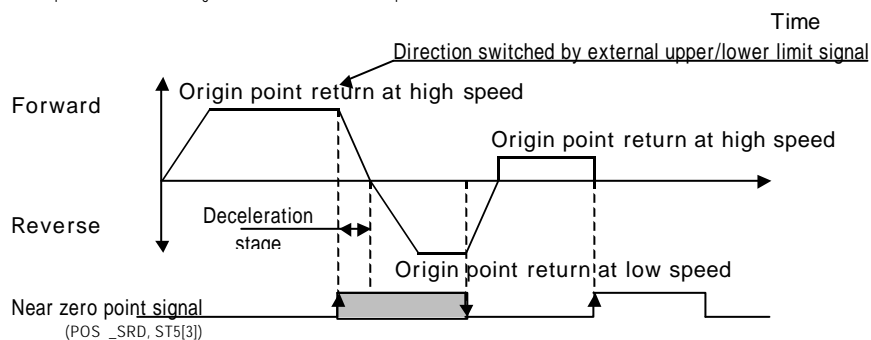 Time
Direction switched by external upper/lower limit signal
Origin point return at high speed
Forward
Origin point return at high speed
Reverse
Deceleration
stage
Origin point return at low speed
Near zero point signal
(POS _SRD, ST5[3])